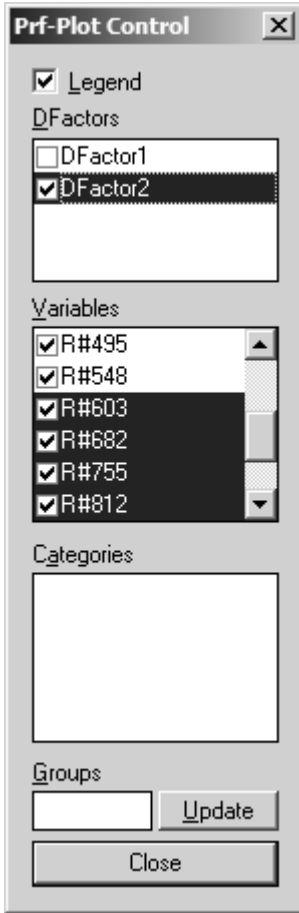 Prf-Plot Control
Legend
DFactors
DFactor1
DFactor2
Variables
R#495
R#548
R#603
R#682
R#755
R#812
Categories
Groups
Update
Close